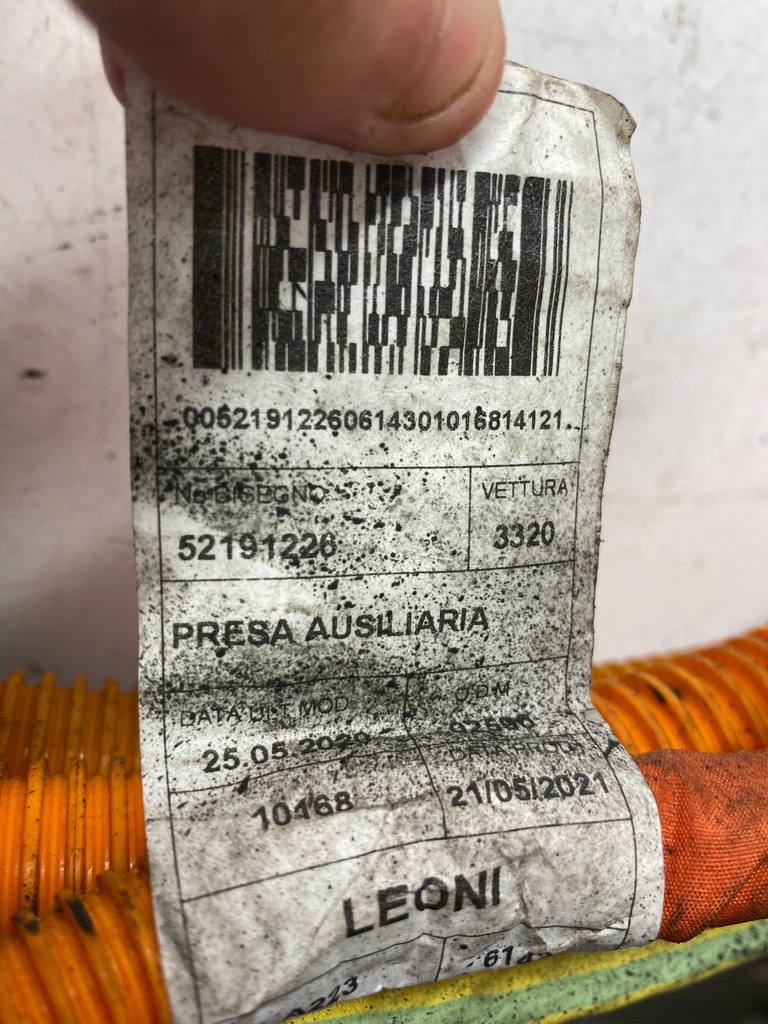 00521912260614301016814121..
No DISEGNO VETTURA
52191226 3320
PRESA AUSILIARIA
DATA ULT.MOD O.D.M
25.05.2020
DATA PROD.
10168 21/05/2021
LEONI